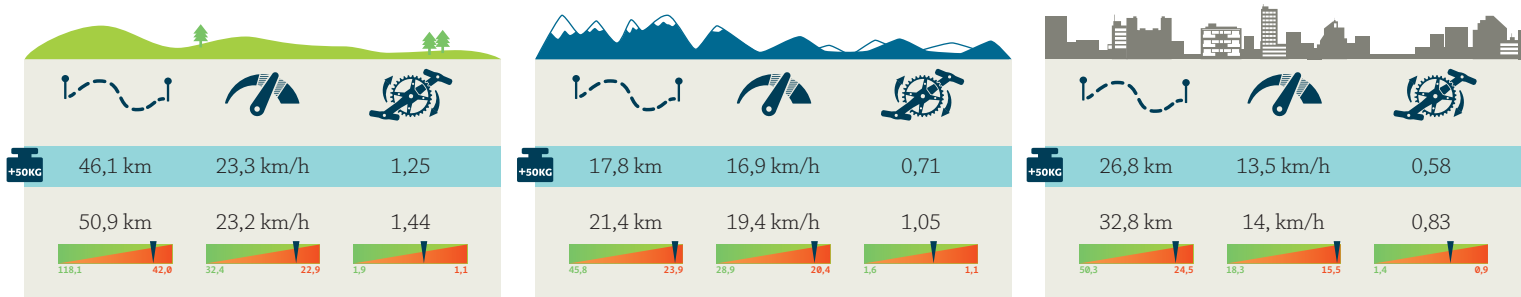 +50KG 46,1 km 23,3 km/h 1,25
50,9 km 23,2 km/h 1,44
118,1 42,0 32,4 22,9 1,9 1,1
+50KG 17,8 km 16,9 km/h 0,71
21,4 km 19,4 km/h 1,05
45,8 23,9 28,9 20,4 1,6 1,1
+50KG 26,8 km 13,5 km/h 0,58
32,8 km 14, km/h 0,83
50,3 24,5 18,3 15,5 1,4 0,9